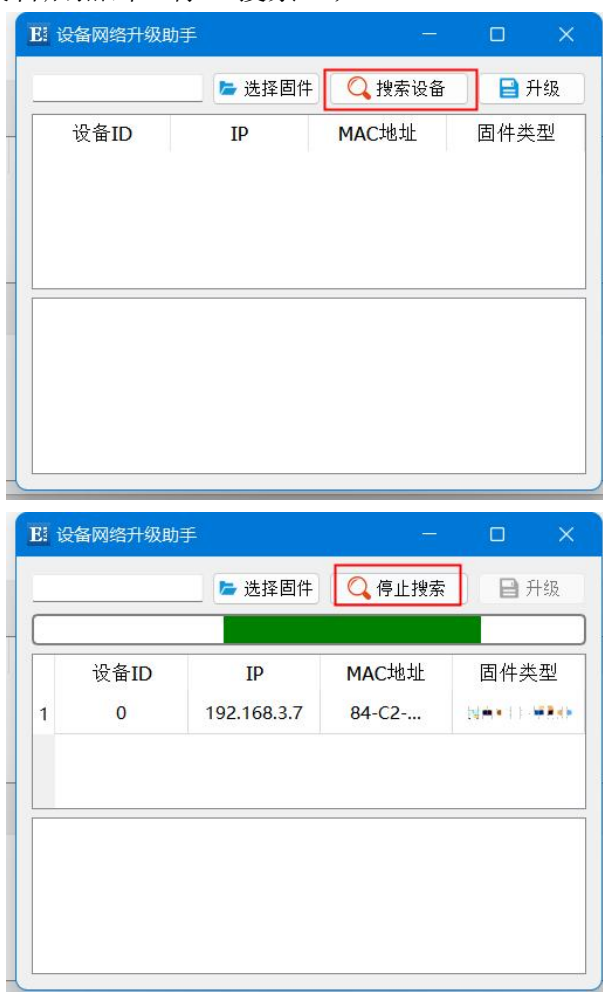 设备网络升级助手
选择固件 搜索设备 升级
设备ID IP MAC地址 固件类型
设备网络升级助手
选择固件 停止搜索 升级
设备ID IP MAC地址 固件类型
1 0 192.168.3.7 84-C2-...